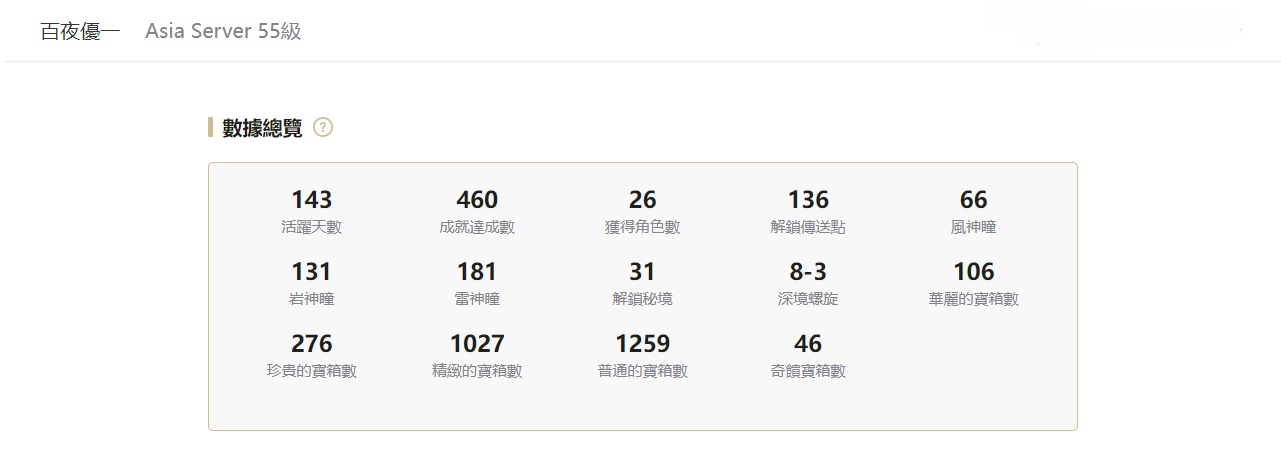 百夜優一 Asia Server 55級
數據總覽 ?
143 460 26 136 66
活躍天數 成就達成數 獲得角色數 解鎖傳送點 風神瞳
131 181 31 8-3 106
岩神瞳 雷神瞳 解鎖秘境 深境螺旋 華麗的寶箱數
276 1027 1259 46
珍貴的寶箱數 精緻的寶箱數 普通的寶箱數 奇饋寶箱數